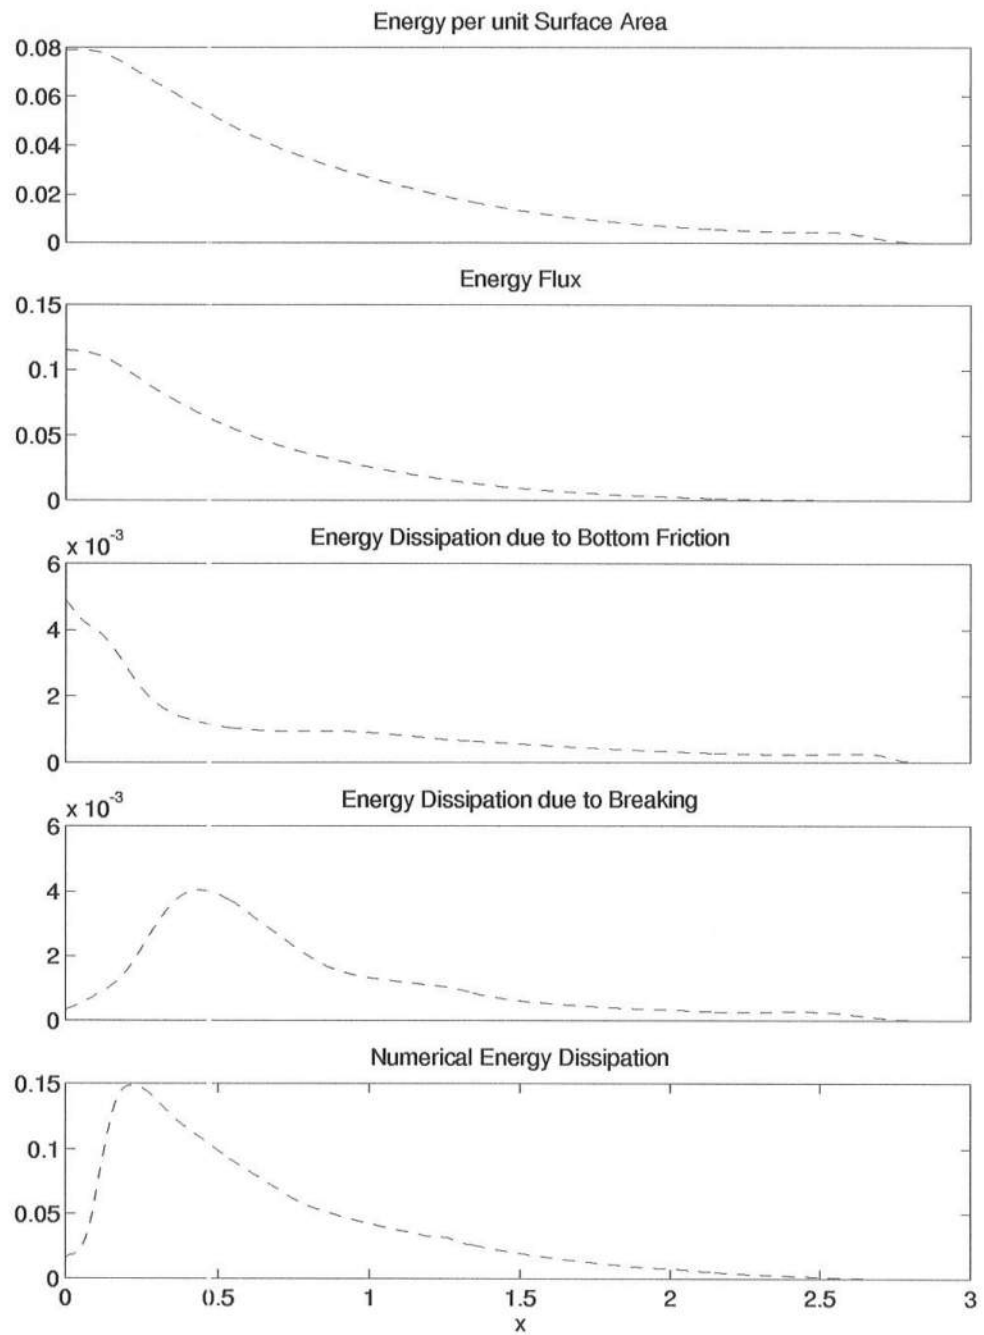 Energy per unit Surface Area
0.08
0.06
0.04
0.02
0
Energy Flux
0.15
0.1
0.05
0
Energy Dissipation due to Bottom Friction
x 10-3
6
4
2
0
Energy Dissipation due to Breaking
x 10-3
6
4
2
0
Numerical Energy Dissipation
0.15
0.1
0.05
0
0 0.5 1 1.5 2 2.5 3
x